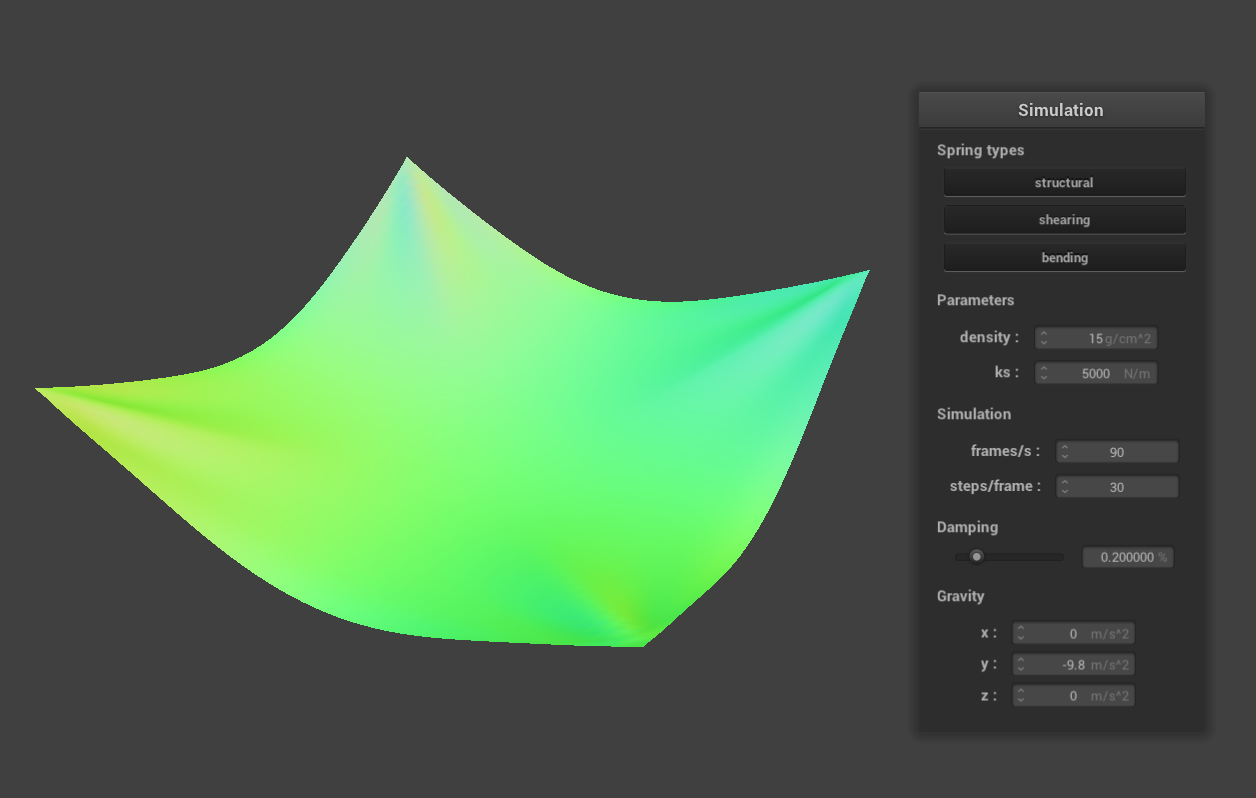 Simulation
Spring types
structural
shearing
bending
Parameters
density : 15 g/cm^2
ks : 5000 N/m
Simulation
frames/s : 90
steps/frame : 30
Damping
0.200000 %
Gravity
x : 0 m/s^2
y : -9.8 m/s^2
z : 0 m/s^2